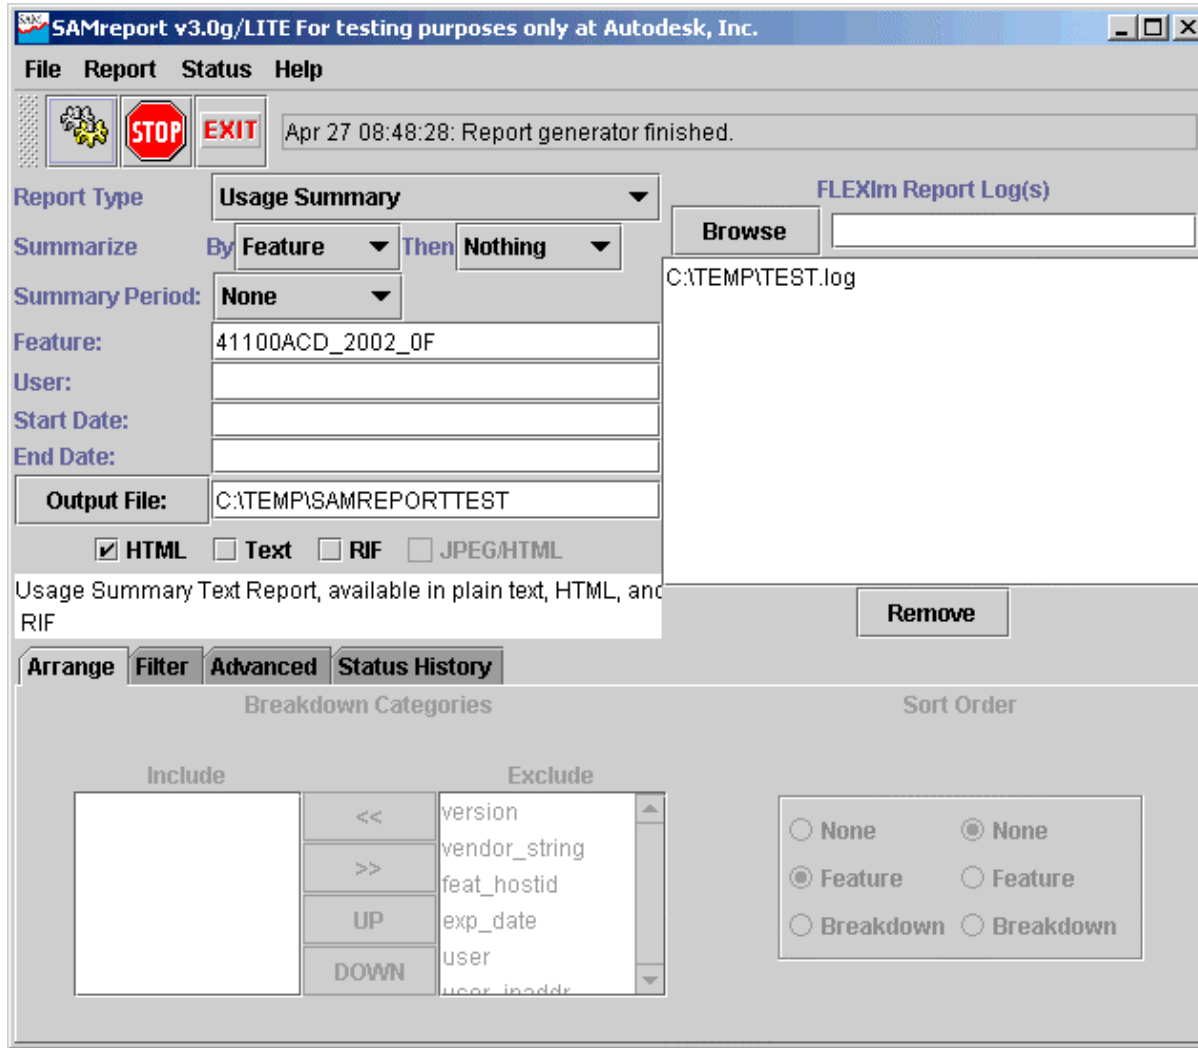 SAMreport v3.0g/LITE For testing purposes only at Autodesk, Inc.
File Report Status Help
STOP EXIT Apr 27 08:48:28: Report generator finished.
Report Type Usage Summary
FLEXlm Report Log(s)
Browse
Summarize By Feature Then Nothing
C:\TEMP\TEST.log
Summary Period: None
Feature: 41100ACD_2002_0F
User:
Start Date:
End Date:
Output File: C:\TEMP\SAMREPORTTEST
HTML Text RIF JPEG/HTML
Usage Summary Text Report, available in plain text, HTML, and
RIF
Remove
Arrange Filter Advanced Status History
Breakdown Categories
Sort Order
Include
Exclude
<<
>>
UP
DOWN
version
vendor_string
feat_hostid
exp_date
user
user_ipaddr
None None
Feature Feature
Breakdown Breakdown